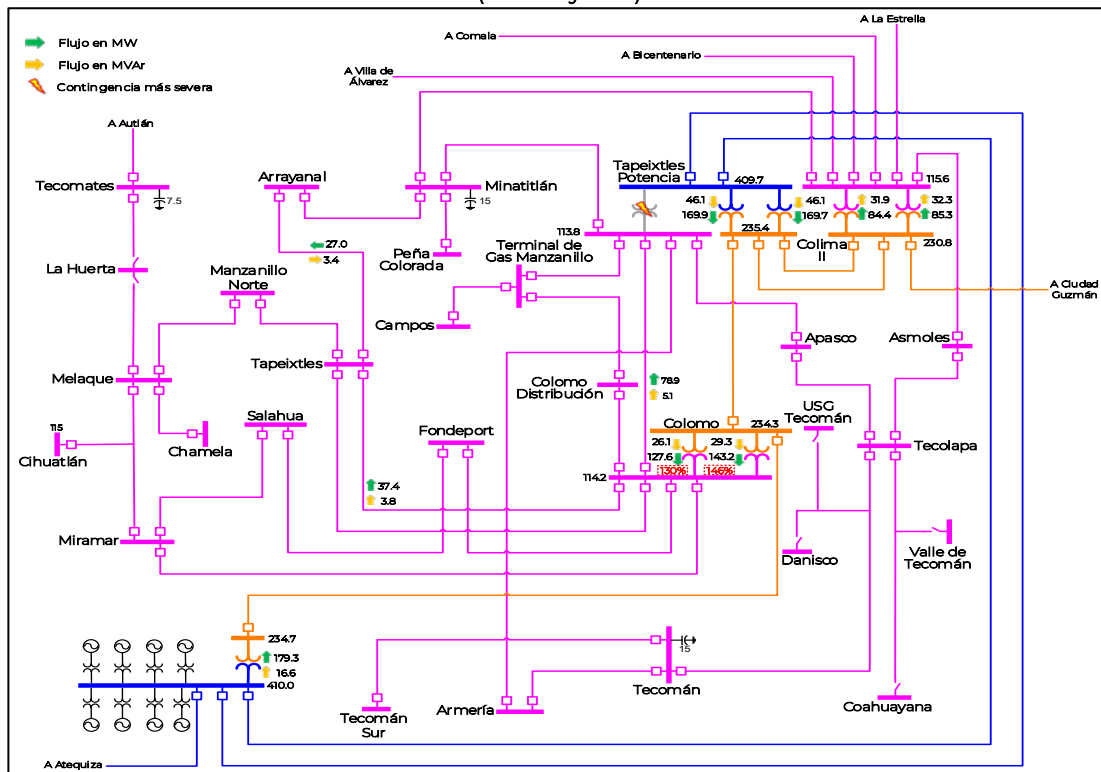 Flujo en MW
Flujo en MVAr
Contingencia más severa
A La Estrella
A Comala
A Bicentenario
A Villa de
Álvarez
A Autlán
Tecomates
7.5
Arrayanal
Minatitlán
15
Tapeixtles
Potencia
409.7
115.6
46.1
169.9
46.1
169.7
31.9
84.4
32.3
85.3
235.4
Colima
II
230.8
113.8
27.0
3.4
Peña
Colorada
Terminal de
Gas Manzanillo
La Huerta
Manzanillo
Norte
A Ciudad
Guzmán
Campos
Apasco
Asmoles
Melaque
Tapeixtles
Colomo
Distribución
78.9
5.1
USG
Tecomán
Salahua
Fondeport
Colomo
234.3
115
Cihuatlán
Chamela
26.1
127.6
29.3
143.2
130%
146%
114.2
Tecolapa
37.4
3.8
Miramar
Danisco
Valle de
Tecomán
234.7
179.3
16.6
410.0
15
Tecomán
Tecomán
Sur
Armería
Coahuayana
A Atequiza